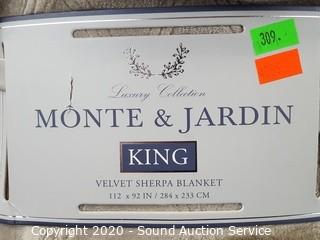 309.
Luxury Collection
MONTE & JARDIN
KING
VELVET SHERPA BLANKET
112 x 92 IN / 284 x 233 CM
Copyright 2020 - Sound Auction Service